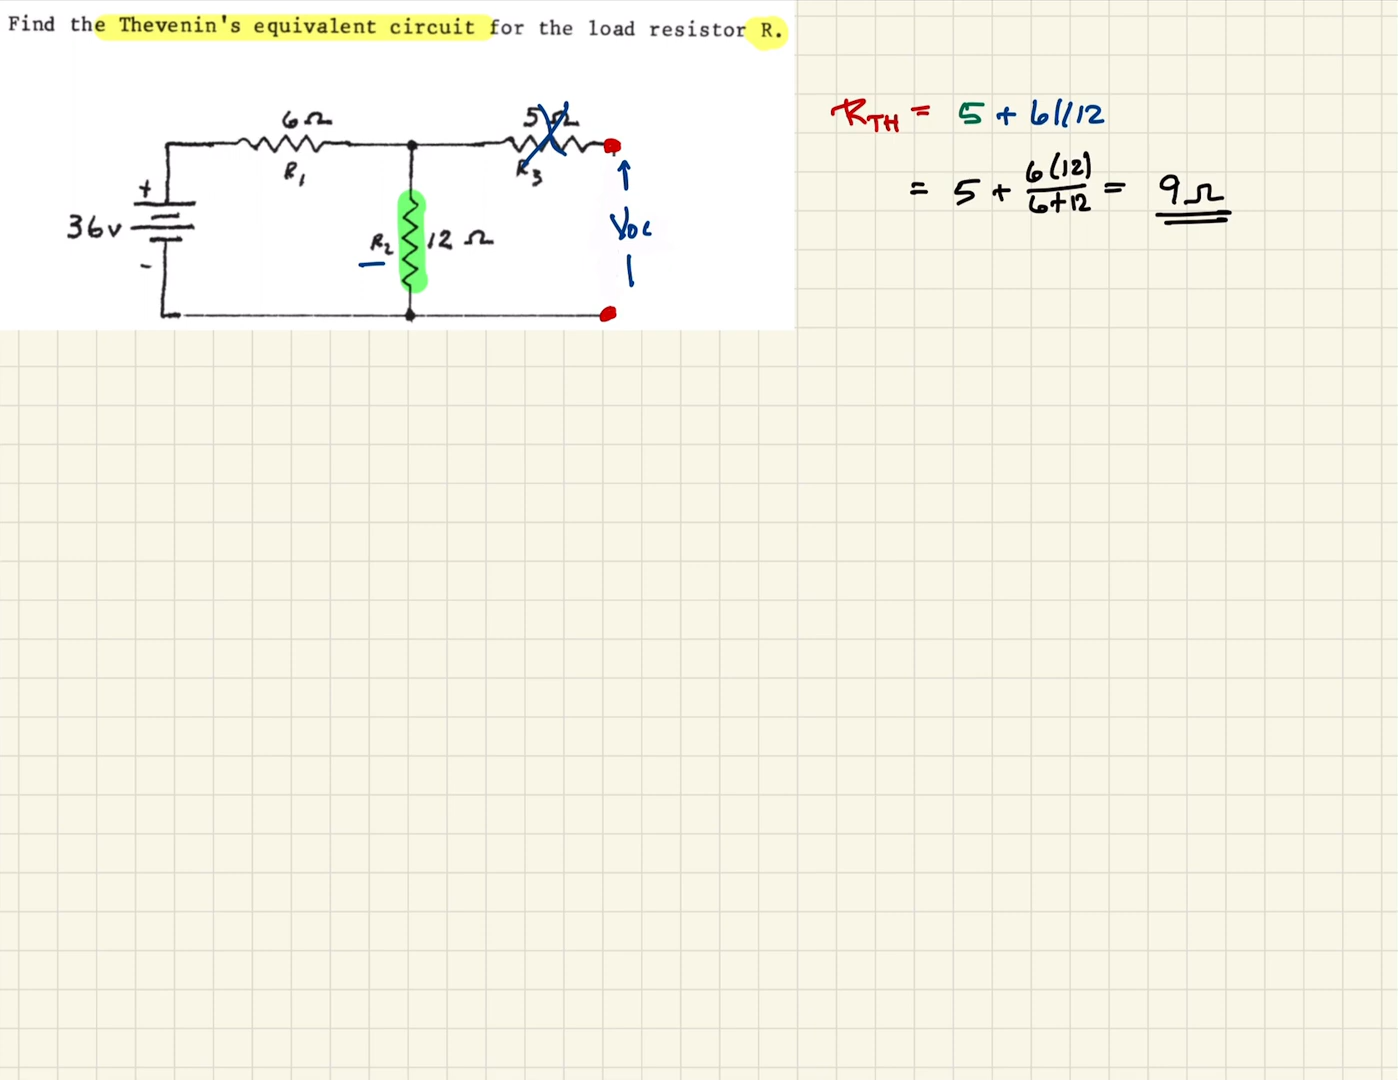 Find the Thevenin's equivalent circuit for the load resistor R.
6Ω
R1
5Ω
R3
+
36v
-
R2
12 Ω
Voc
RTH = 5 + 6//12
= 5 + 6(12)/6+12 = 9Ω